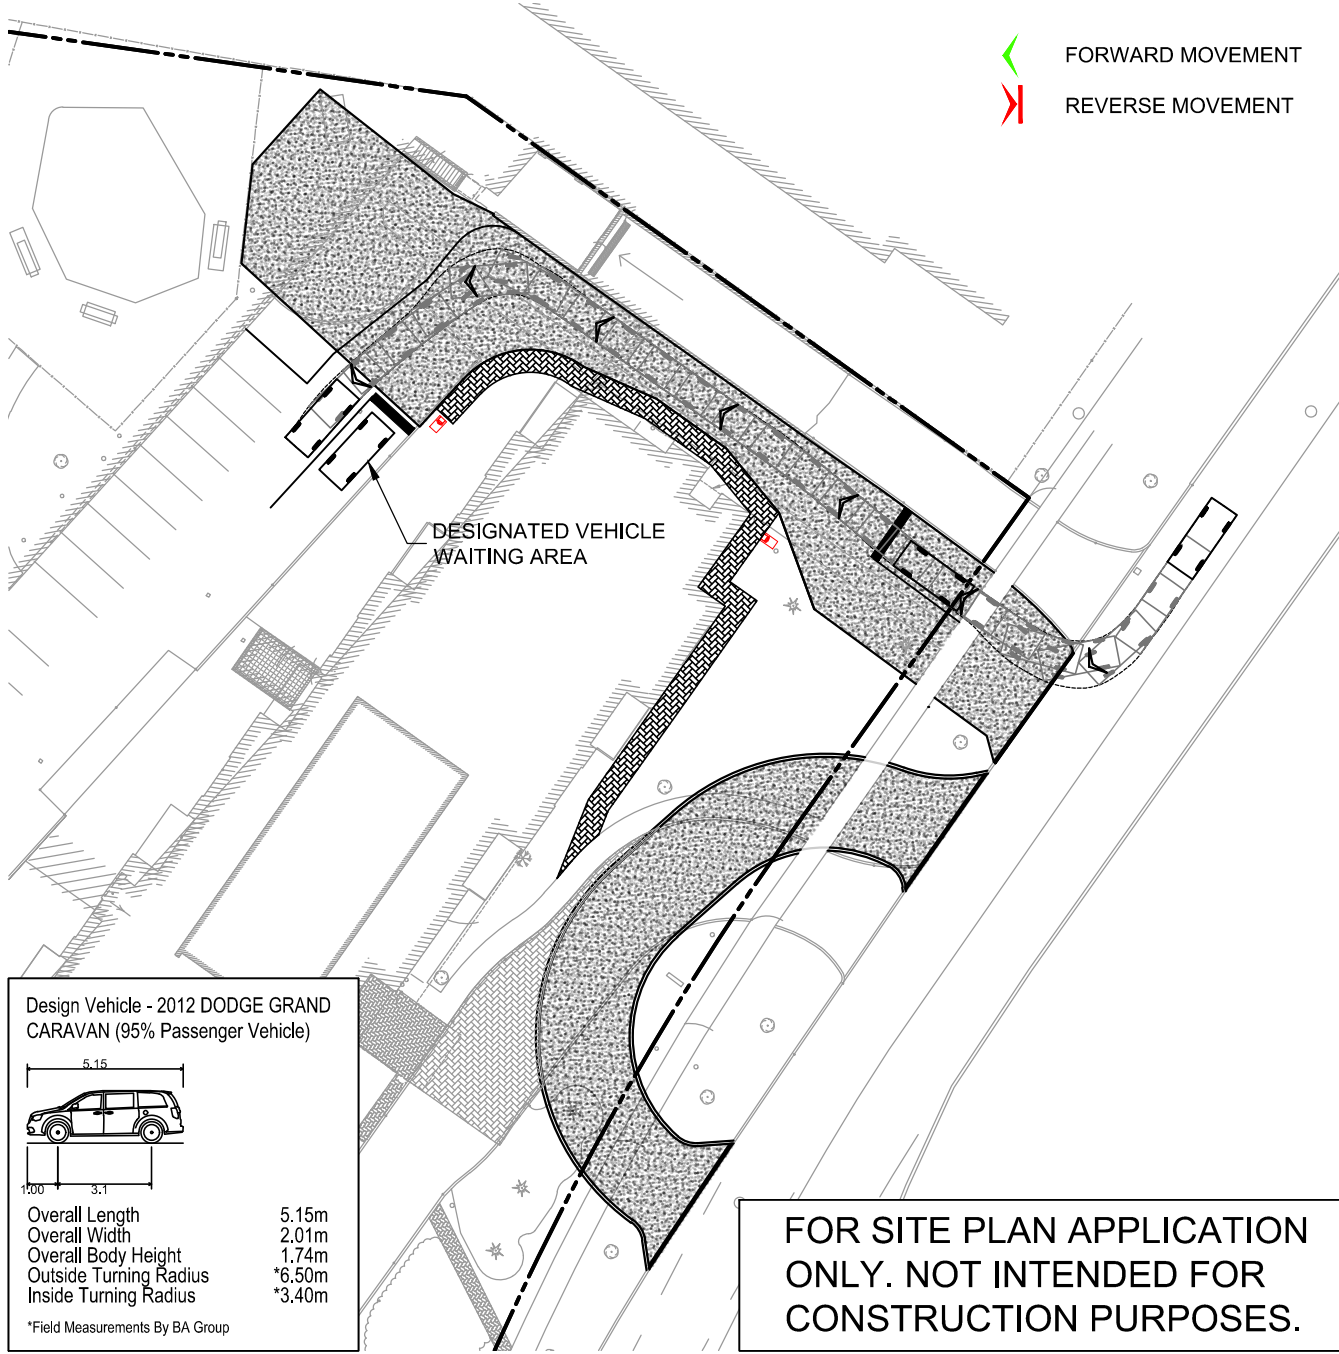 FORWARD MOVEMENT
REVERSE MOVEMENT
DESIGNATED VEHICLE
WAITING AREA
Design Vehicle - 2012 DODGE GRAND
CARAVAN (95% Passenger Vehicle)
5.15
1.00 3.1
Overall Length 5.15m
Overall Width 2.01m
Overall Body Height 1.74m
Outside Turning Radius *6.50m
Inside Turning Radius *3.40m
*Field Measurements By BA Group
FOR SITE PLAN APPLICATION
ONLY. NOT INTENDED FOR
CONSTRUCTION PURPOSES.